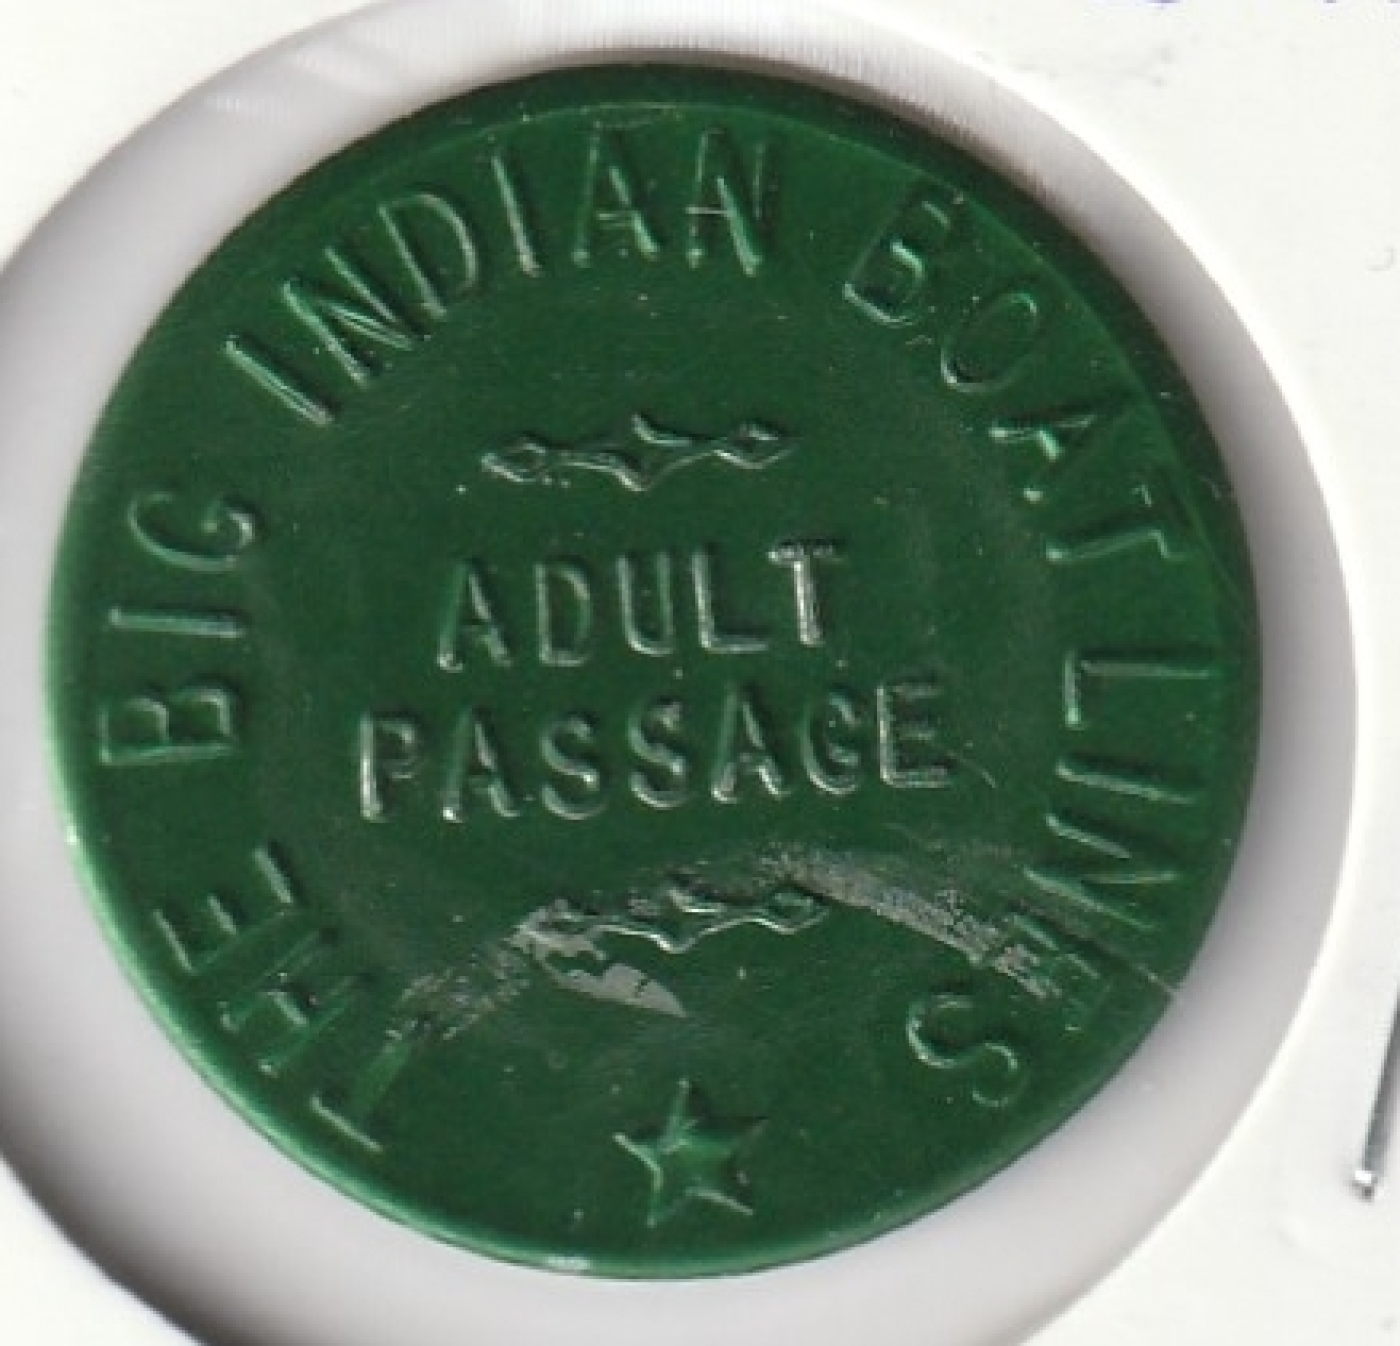 THE BIG INDIAN BOAT LINES
ADULT
PASSAGE